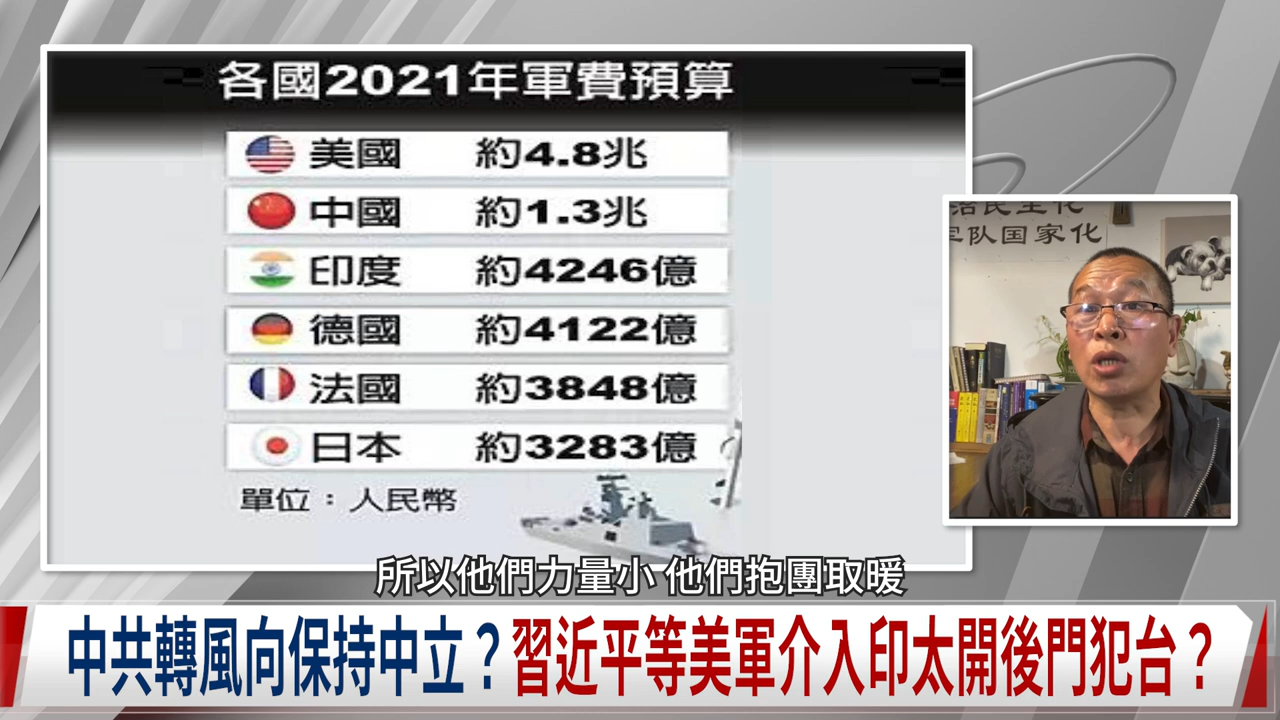 各國2021年軍費預算
美國 約4.8兆
中國 約1.3兆
印度 約4246億
德國 約4122億
法國 約3848億
日本 約3283億
單位：人民幣
治民主化
军队国家化
所以他們力量小 他們抱團取暖
中共轉風向保持中立？習近平等美軍介入印太開後門犯台？